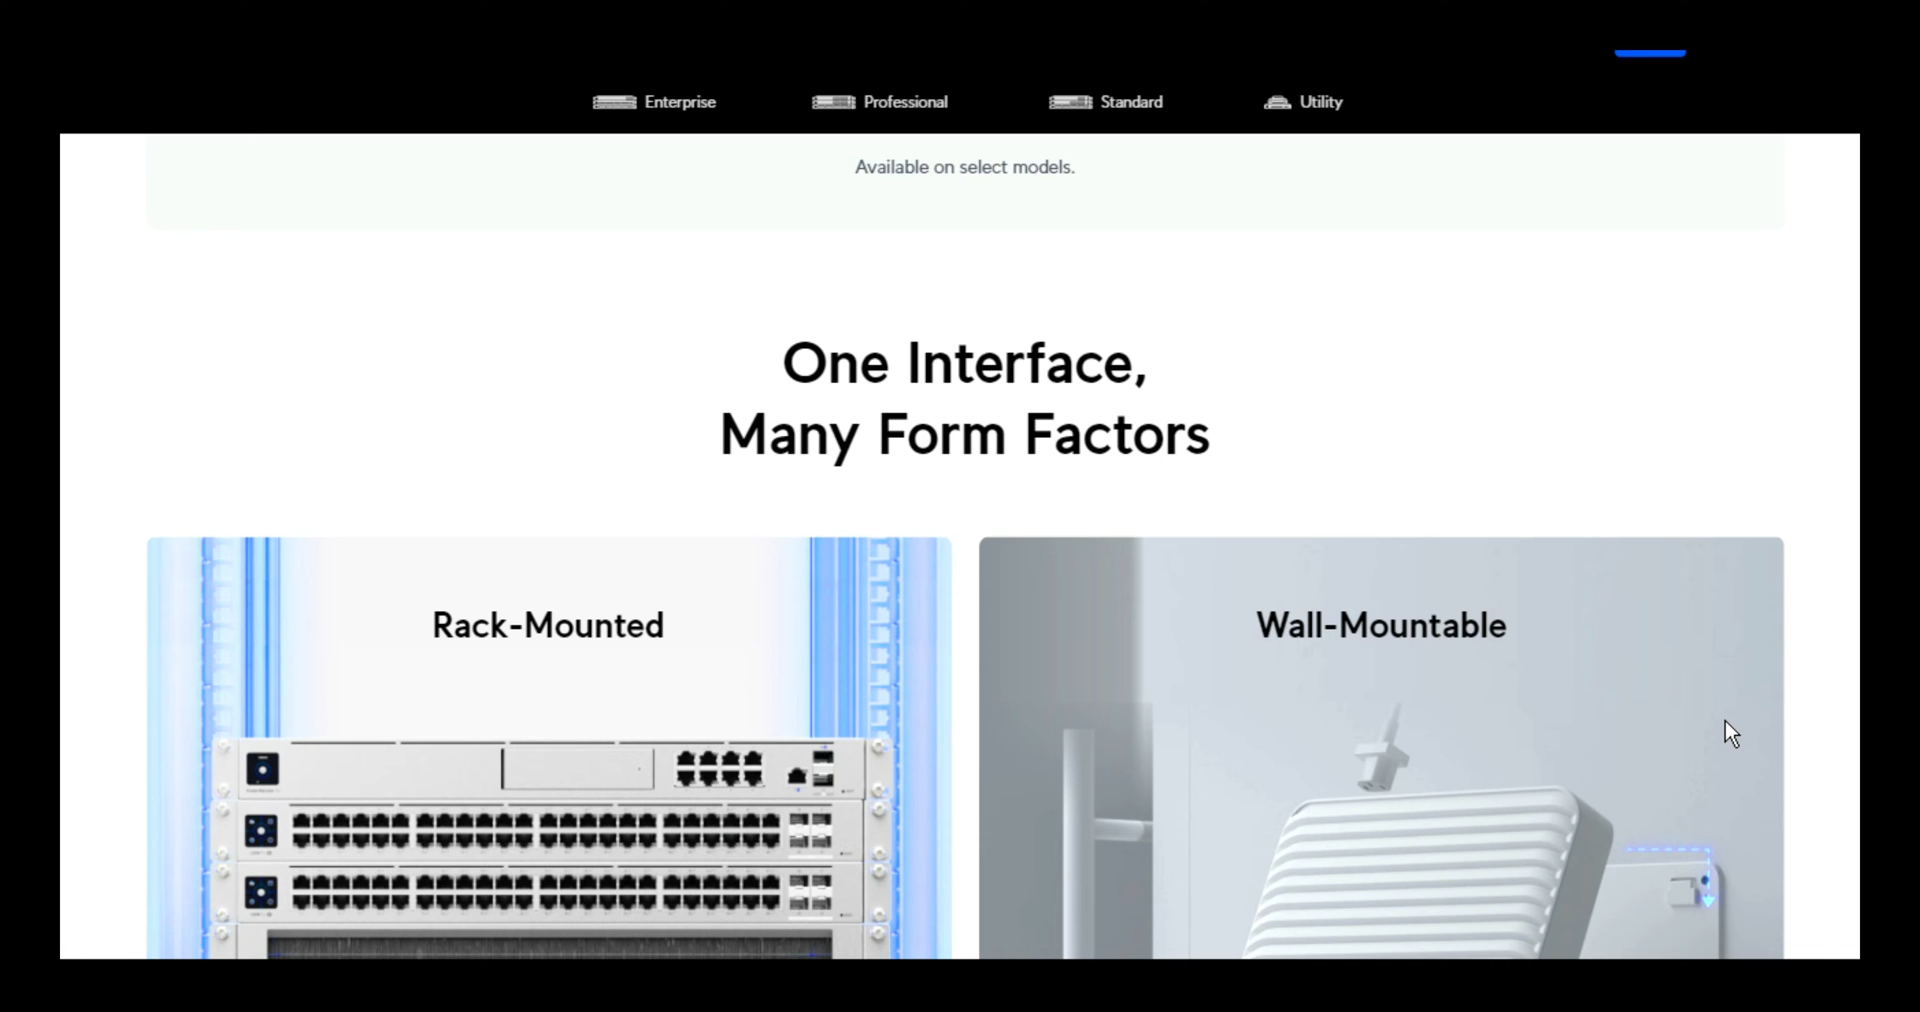 Enterprise
Professional
Standard
Utility
Available on select models.
One Interface,
Many Form Factors
Rack-Mounted
Wall-Mountable